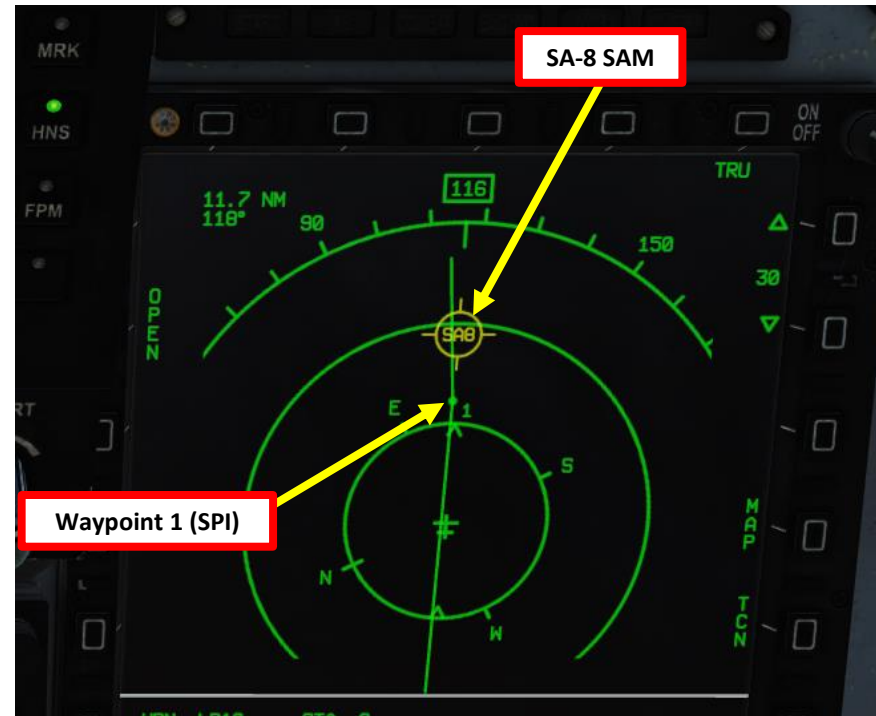 SA-8 SAM
MRK
HNS
ON
OFF
FPM
TRU
11.7 NM
118°
116
90
150
30
OPEN
SA8
E
1
S
Waypoint 1 (SPI)
MAP
N
W
TCN